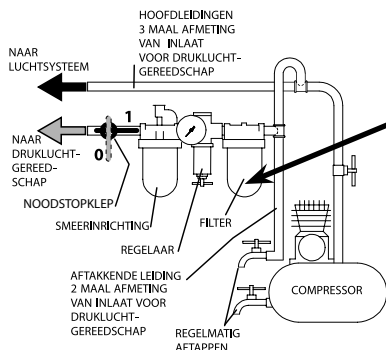 HOOFDLEIDINGEN
3 MAAL AFMETING
VAN INLAAT
VOOR DRUKLUCHT-
GEREEDSCHAP
NAAR
LUCHTSYSTEEM
1
0
NAAR
DRUKLUCHT-
GEREED-
SCHAP
NOODSTOPKLEP
SMEERINRICHTING
REGELAAR
FILTER
AFTAKKENDE LEIDING
2 MAAL AFMETING
VAN INLAAT VOOR
DRUKLUCHT-
GEREEDSCHAP
COMPRESSOR
REGELMATIG
AFTAPPEN